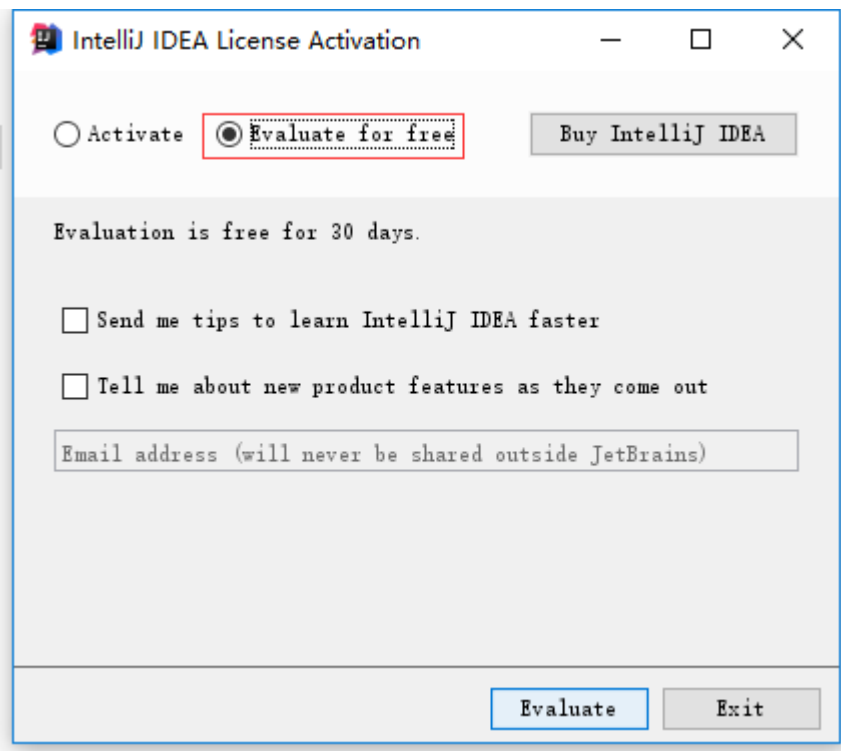 IntelliJ IDEA License Activation
Activate Evaluate for free Buy IntelliJ IDEA
Evaluation is free for 30 days.
Send me tips to learn IntelliJ IDEA faster
Tell me about new product features as they come out
Email address (will never be shared outside JetBrains)
Evaluate Exit